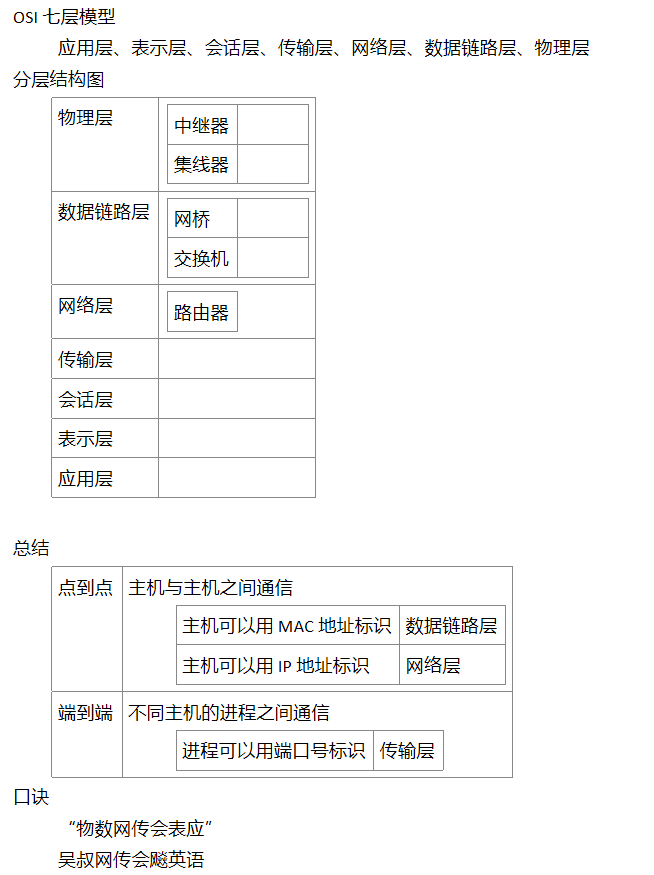 OSI 七层模型
应用层、表示层、会话层、传输层、网络层、数据链路层、物理层
分层结构图
物理层
中继器
集线器
数据链路层
网桥
交换机
网络层
路由器
传输层
会话层
表示层
应用层
总结
点到点 主机与主机之间通信
主机可以用 MAC 地址标识 数据链路层
主机可以用 IP 地址标识 网络层
端到端 不同主机的进程之间通信
进程可以用端口号标识 传输层
口诀
“物数网传会表应”
吴叔网传会飚英语